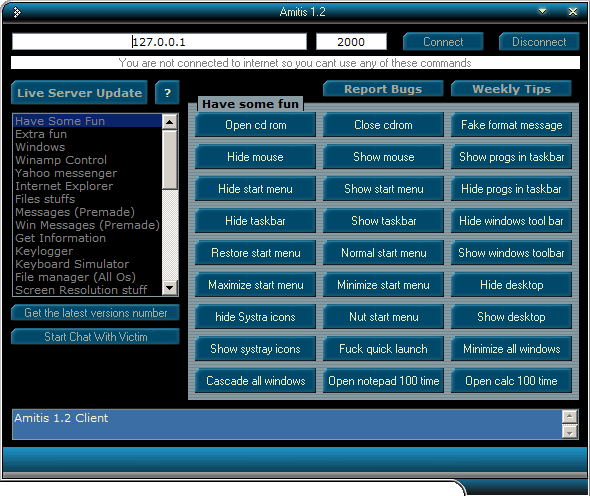 Amitis 1.2
127.0.0.1 2000 Connect Disconnect
You are not connected to internet so you cant use any of these commands
Live Server Update ? Report Bugs Weekly Tips
Have Some Fun
Extra fun
Windows
Winamp Control
Yahoo messenger
Internet Explorer
Files stuffs
Messages (Premade)
Win Messages (Premade)
Get Information
Keylogger
Keyboard Simulator
File manager (All Os)
Screen Resolution stuff
Get the latest versions number
Start Chat With Victim
Have some fun
Open cd rom Close cdrom Fake format message
Hide mouse Show mouse Show progs in taskbar
Hide start menu Show start menu Hide progs in taskbar
Hide taskbar Show taskbar Hide windows tool bar
Restore start menu Normal start menu Show windows toolbar
Maximize start menu Minimize start menu Hide desktop
hide Systra icons Nut start menu Show desktop
Show systray icons Fuck quick launch Minimize all windows
Cascade all windows Open notepad 100 time Open calc 100 time
Amitis 1.2 Client